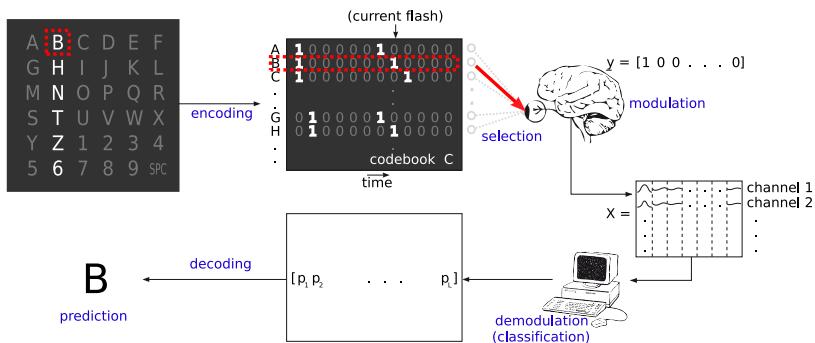 (current flash)
A B C D E F
G H I J K L
M N O P Q R
S T U V W X
Y Z 1 2 3 4
5 6 7 8 9 SPC
encoding
A 1 0 0 0 0 0 1 0 0 0 0 0
B 1 0 0 0 0 0 0 1 0 0 0 0
C 1 0 0 0 0 0 0 0 1 0 0 0
.
.
G 0 1 0 0 0 0 1 0 0 0 0 0
H 0 1 0 0 0 0 0 1 0 0 0 0
.
.
codebook C
time
selection
y = [1 0 0 . . . 0]
modulation
X =
channel 1
channel 2
.
.
.
demodulation
(classification)
[p1 p2 . . . pL]
decoding
B
prediction